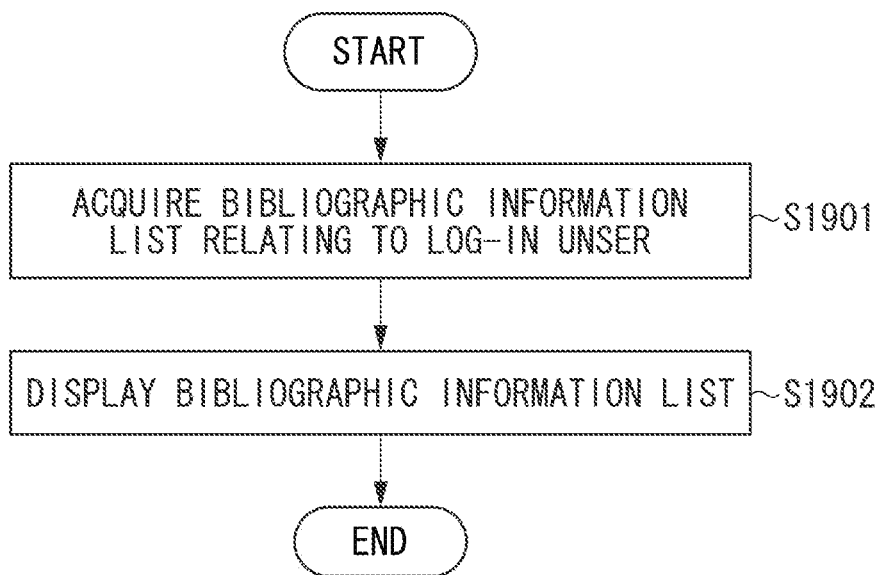 START
ACQUIRE BIBLIOGRAPHIC INFORMATION
LIST RELATING TO LOG-IN UNSER
S1901
DISPLAY BIBLIOGRAPHIC INFORMATION LIST
S1902
END